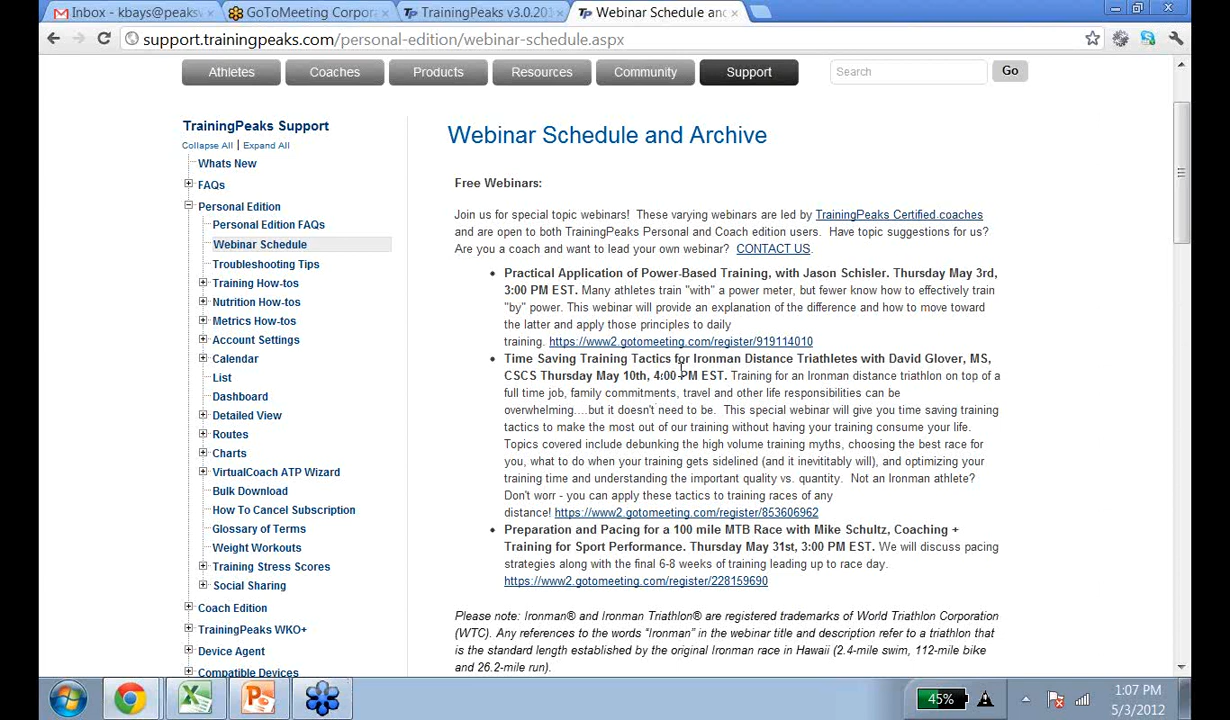 Inbox - kbays@peaksv
GoToMeeting Corpora
TrainingPeaks v3.0.201
Webinar Schedule and
support.trainingpeaks.com/personal-edition/webinar-schedule.aspx
Athletes
Coaches
Products
Resources
Community
Support
Search
Go
TrainingPeaks Support
Collapse All | Expand All
Whats New
FAQs
Personal Edition
Personal Edition FAQs
Webinar Schedule
Troubleshooting Tips
Training How-tos
Nutrition How-tos
Metrics How-tos
Account Settings
Calendar
List
Dashboard
Detailed View
Routes
Charts
VirtualCoach ATP Wizard
Bulk Download
How To Cancel Subscription
Glossary of Terms
Weight Workouts
Training Stress Scores
Social Sharing
Coach Edition
TrainingPeaks WKO+
Device Agent
Compatible Devices
Webinar Schedule and Archive
Free Webinars:
Join us for special topic webinars! These varying webinars are led by TrainingPeaks Certified coaches
and are open to both TrainingPeaks Personal and Coach edition users. Have topic suggestions for us?
Are you a coach and want to lead your own webinar? CONTACT US.
• Practical Application of Power-Based Training, with Jason Schisler. Thursday May 3rd,
3:00 PM EST. Many athletes train "with" a power meter, but fewer know how to effectively train
"by" power. This webinar will provide an explanation of the difference and how to move toward
the latter and apply those principles to daily
training. https://www2.gotomeeting.com/register/919114010
• Time Saving Training Tactics for Ironman Distance Triathletes with David Glover, MS,
CSCS Thursday May 10th, 4:00 PM EST. Training for an Ironman distance triathlon on top of a
full time job, family commitments, travel and other life responsibilities can be
overwhelming....but it doesn't need to be. This special webinar will give you time saving training
tactics to make the most out of our training without having your training consume your life.
Topics covered include debunking the high volume training myths, choosing the best race for
you, what to do when your training gets sidelined (and it inevititably will), and optimizing your
training time and understanding the important quality vs. quantity. Not an Ironman athlete?
Don't worr - you can apply these tactics to training races of any
distance! https://www2.gotomeeting.com/register/853606962
• Preparation and Pacing for a 100 mile MTB Race with Mike Schultz, Coaching +
Training for Sport Performance. Thursday May 31st, 3:00 PM EST. We will discuss pacing
strategies along with the final 6-8 weeks of training leading up to race day.
https://www2.gotomeeting.com/register/228159690
Please note: Ironman® and Ironman Triathlon® are registered trademarks of World Triathlon Corporation
(WTC). Any references to the words "Ironman" in the webinar title and description refer to a triathlon that
is the standard length established by the original Ironman race in Hawaii (2.4-mile swim, 112-mile bike
and 26.2-mile run).
45%
1:07 PM
5/3/2012